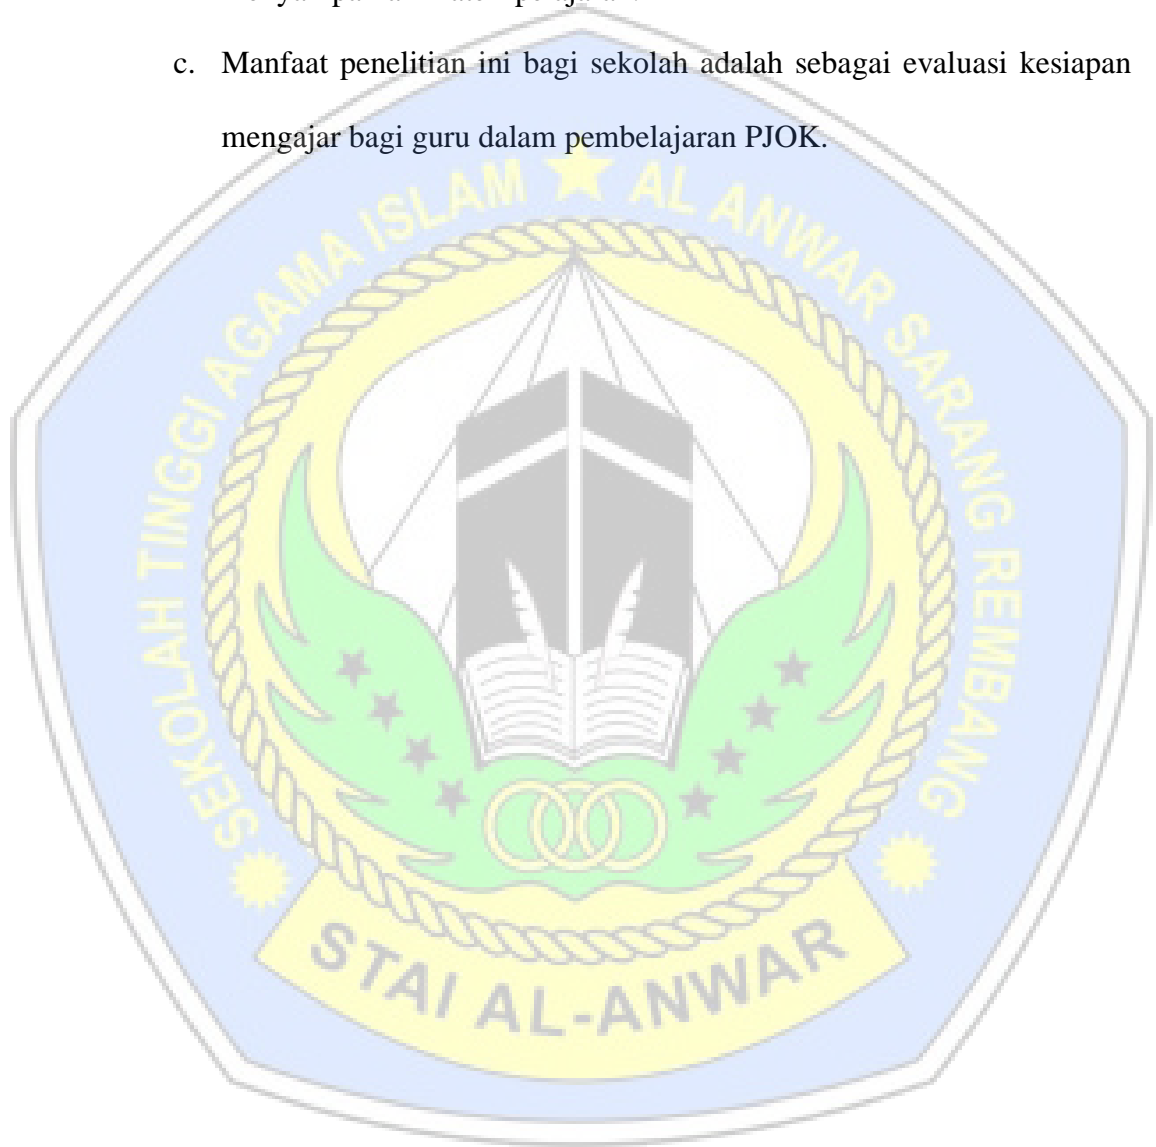 c. Manfaat penelitian ini bagi sekolah adalah sebagai evaluasi kesiapan
mengajar bagi guru dalam pembelajaran PJOK.
SEKOLAH TINGGI AGAMA ISLAM ★ AL ANWAR SARANG REMBANG
STAI AL-ANWAR